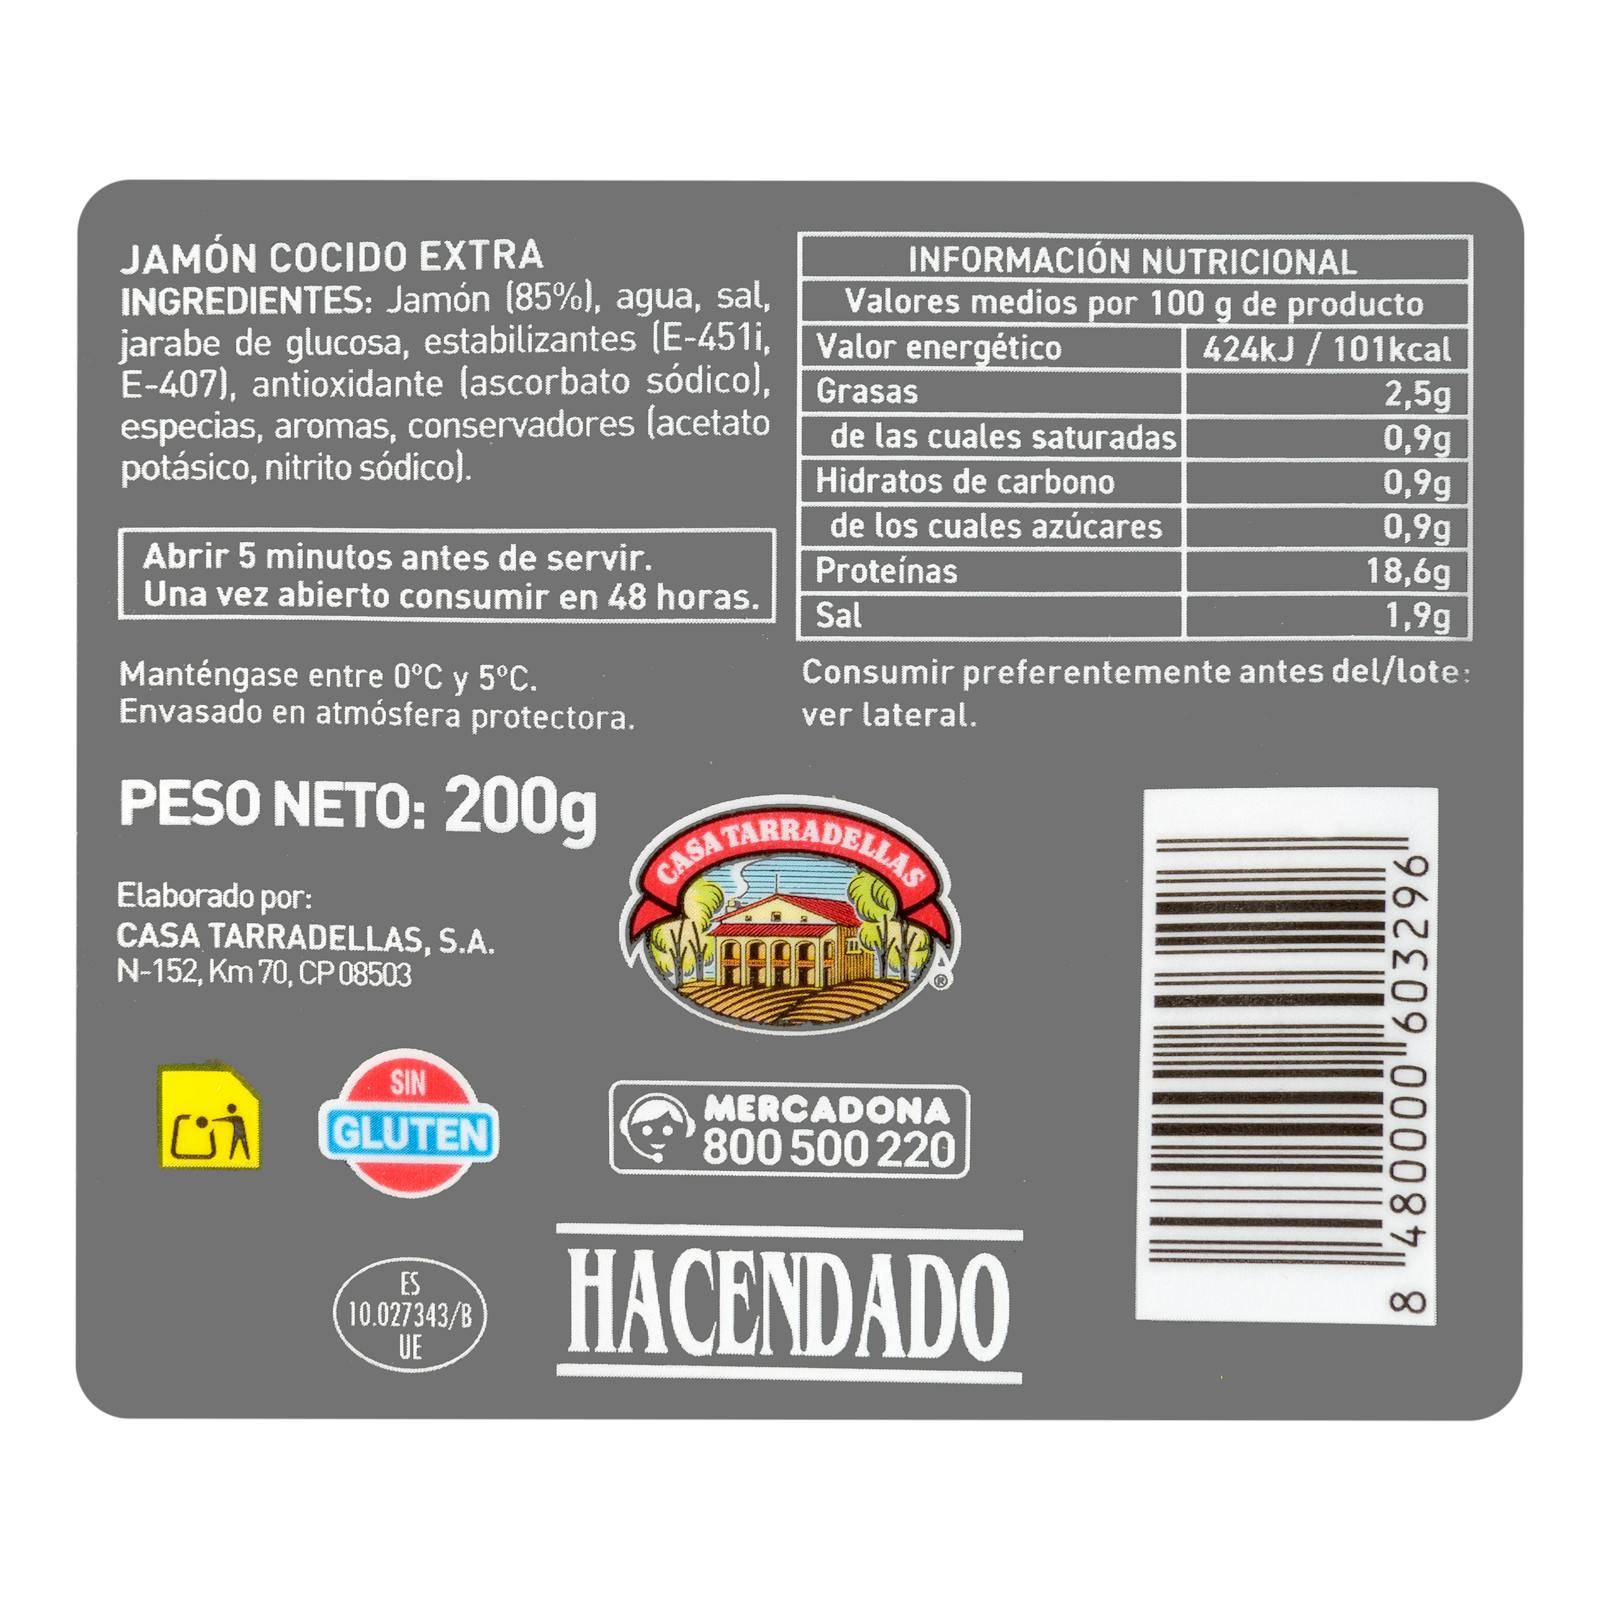 JAMÓN COCIDO EXTRA
INGREDIENTES: Jamón (85%), agua, sal,
jarabe de glucosa, estabilizantes (E-451i,
E-407), antioxidante (ascorbato sódico),
especias, aromas, conservadores (acetato
potásico, nitrito sódico).
Abrir 5 minutos antes de servir.
Una vez abierto consumir en 48 horas.
Manténgase entre 0ºC y 5ºC.
Envasado en atmósfera protectora.
PESO NETO: 200g
Elaborado por:
CASA TARRADELLAS, S.A.
N-152, Km 70, CP 08503
INFORMACIÓN NUTRICIONAL
Valores medios por 100 g de producto
Valor energético 424kJ / 101kcal
Grasas 2,5g
de las cuales saturadas 0,9g
Hidratos de carbono 0,9g
de los cuales azúcares 0,9g
Proteínas 18,6g
Sal 1,9g
Consumir preferentemente antes del/lote:
ver lateral.
CASA TARRADELLAS
®
SIN
GLUTEN
MERCADONA
800 500 220
ES
10.027343/B
UE
HACENDADO
8 480000 603296